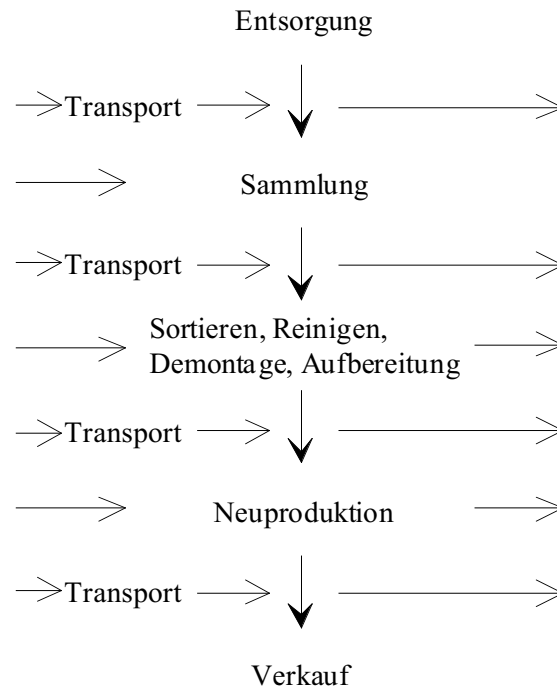 Entsorgung
Transport
Sammlung
Transport
Sortieren, Reinigen,
Demontage, Aufbereitung
Transport
Neuproduktion
Transport
Verkauf